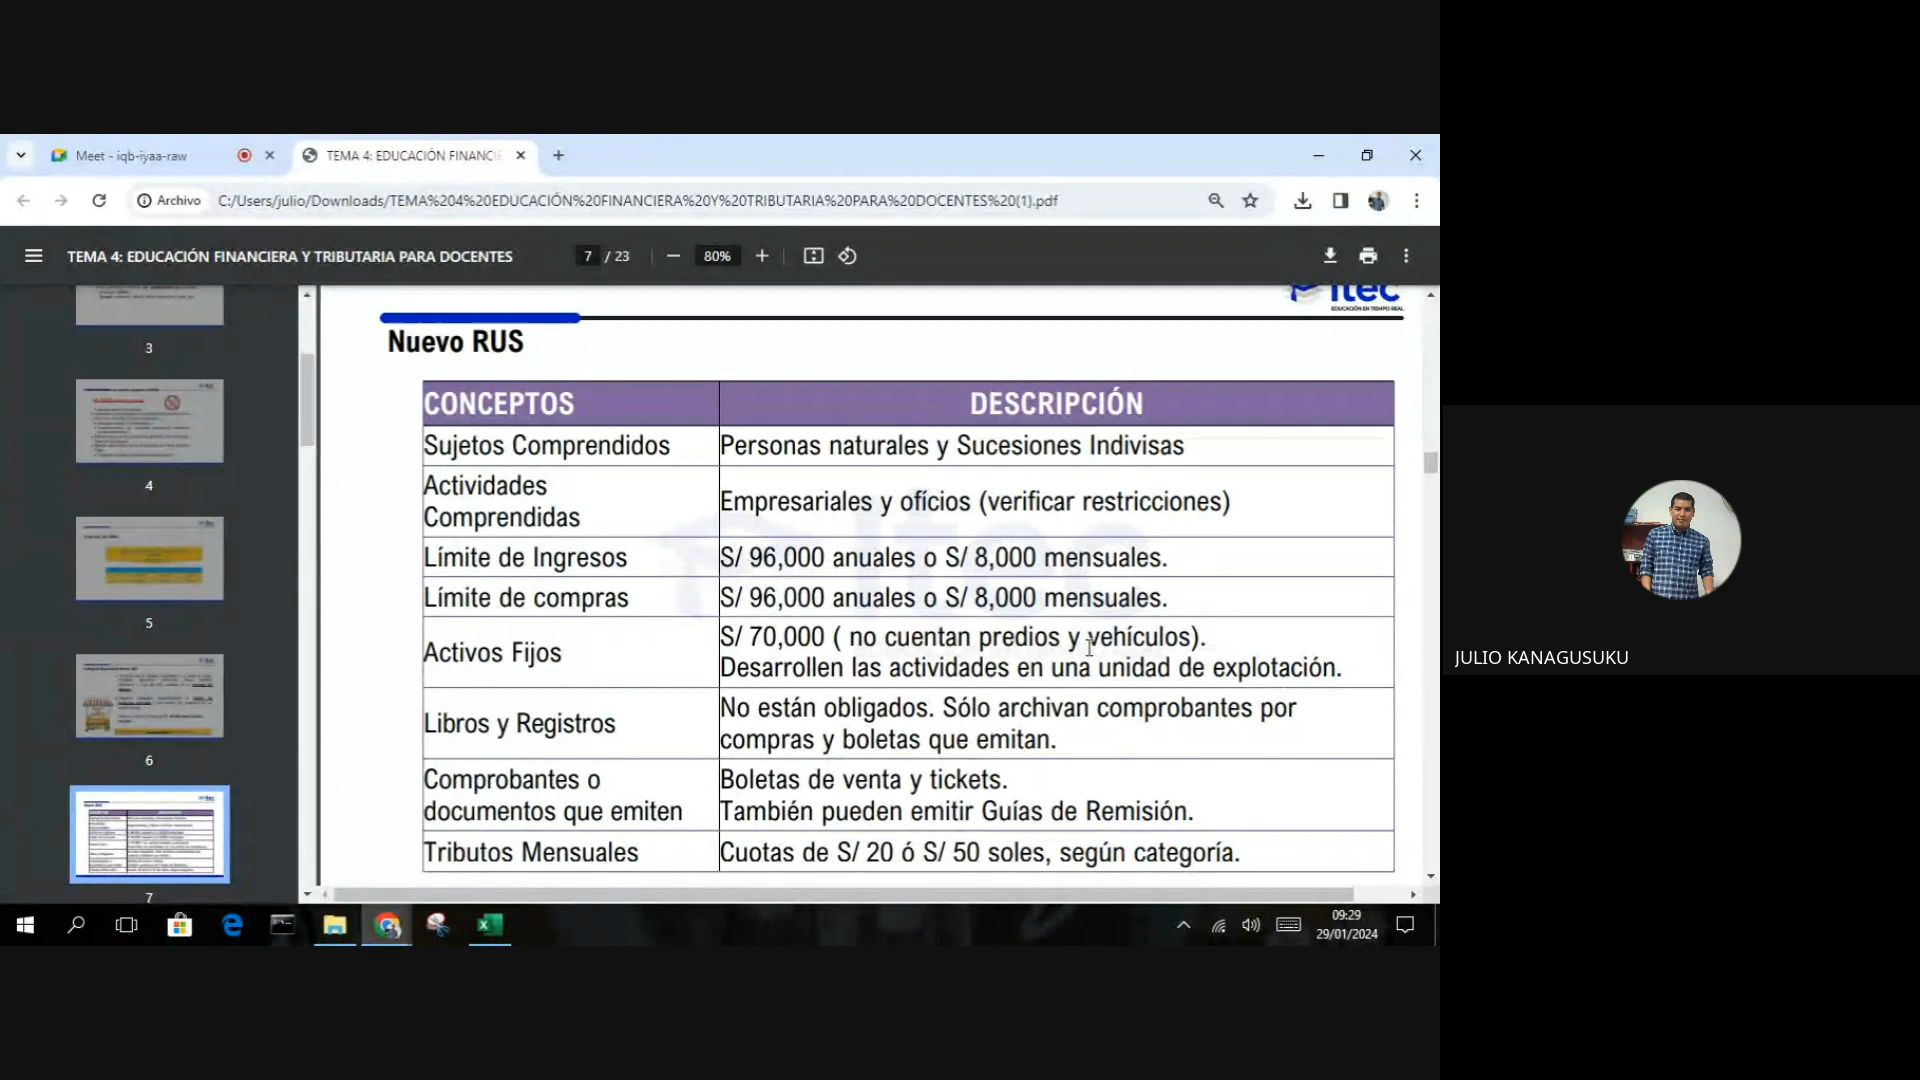 Meet - iqb-iyaa-raw
TEMA 4: EDUCACIÓN FINANCIE
Archivo
C:/Users/julio/Downloads/TEMA%204%20EDUCACIÓN%20FINANCIERA%20Y%20TRIBUTARIA%20PARA%20DOCENTES%20(1).pdf
TEMA 4: EDUCACIÓN FINANCIERA Y TRIBUTARIA PARA DOCENTES
7 / 23
80%
itec
EDUCACIÓN EN TIEMPO REAL
3
4
5
6
7
Nuevo RUS
CONCEPTOS
DESCRIPCIÓN
Sujetos Comprendidos
Personas naturales y Sucesiones Indivisas
Actividades
Comprendidas
Empresariales y oficios (verificar restricciones)
Límite de Ingresos
S/ 96,000 anuales o S/ 8,000 mensuales.
Límite de compras
S/ 96,000 anuales o S/ 8,000 mensuales.
Activos Fijos
S/ 70,000 ( no cuentan predios y vehículos).
Desarrollen las actividades en una unidad de explotación.
Libros y Registros
No están obligados. Sólo archivan comprobantes por
compras y boletas que emitan.
Comprobantes o
documentos que emiten
Boletas de venta y tickets.
También pueden emitir Guías de Remisión.
Tributos Mensuales
Cuotas de S/ 20 ó S/ 50 soles, según categoría.
JULIO KANAGUSUKU
09:29
29/01/2024